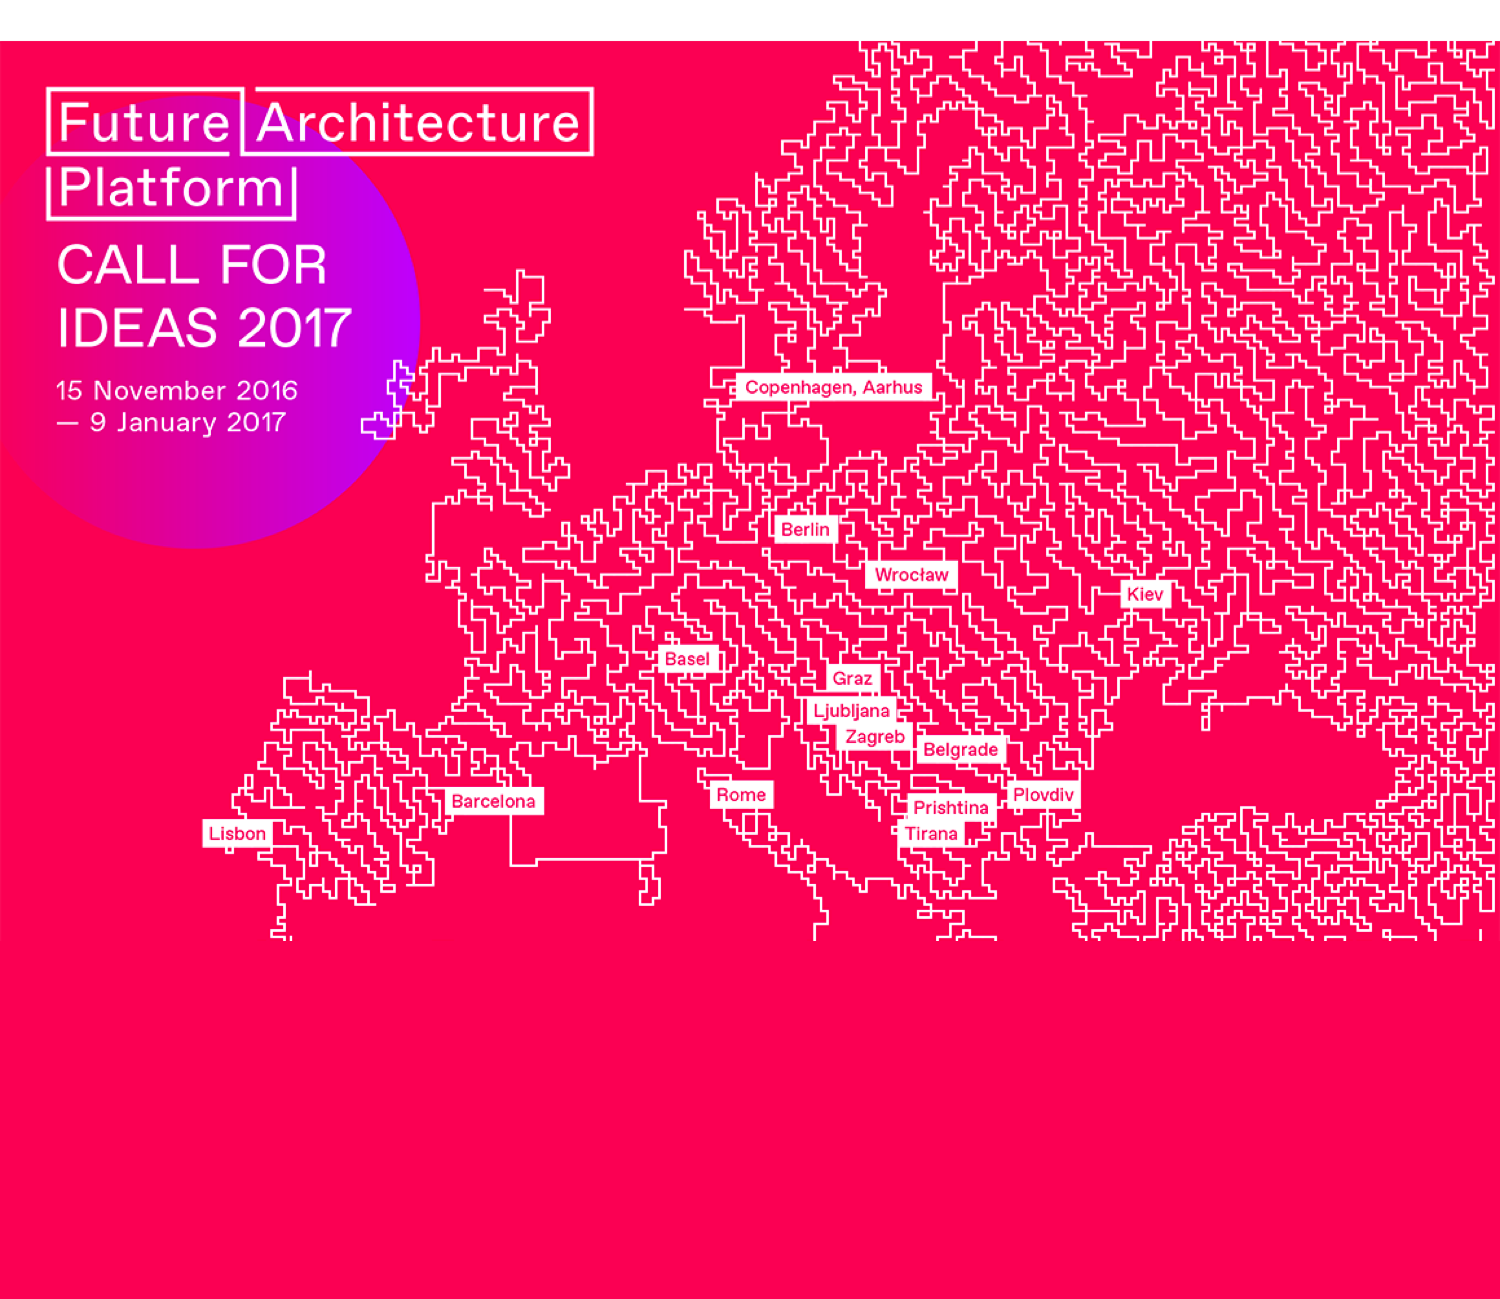 Future Architecture
Platform
CALL FOR
IDEAS 2017
15 November 2016
— 9 January 2017
Copenhagen, Aarhus
Berlin
Wrocław
Kiev
Basel
Graz
Ljubljana
Zagreb
Belgrade
Rome
Plovdiv
Barcelona
Prishtina
Lisbon
Tirana